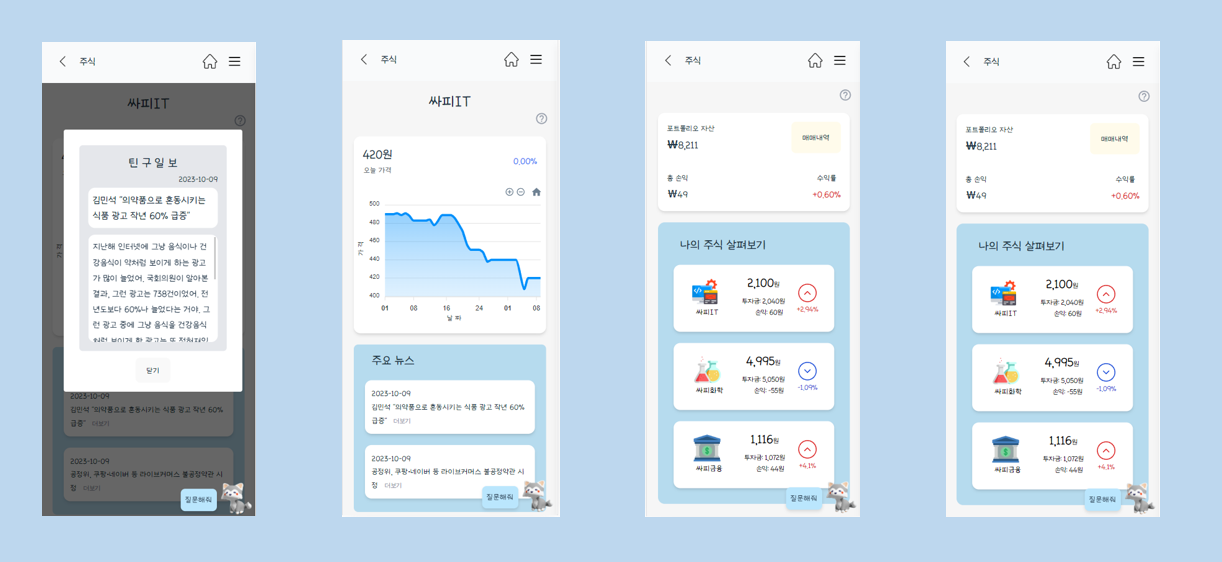 주식
싸피IT
틴 구 일 보
2023-10-09
김민석 "의약품으로 혼동시키는
식품 광고 작년 60% 급증"
지난해 인터넷에 그냥 음식이나 건
강음식이 약처럼 보이게 하는 광고
가 많이 늘었어. 국회의원이 알아본
결과, 그런 광고는 738건이었어. 전
년도보다 60%나 늘었다는 거야. 그
런 광고 중에 그냥 음식을 건강음식
처럼 보이게 한 광고는
닫기
2023-10-09
김민석 "의약품으로 혼동시키는 식품 광고 작년 60%
급증" 더보기
2023-10-09
공정위, 쿠팡·네이버 등 라이브커머스 불공정약관 시
정 더보기
질문해줘
주식
싸피IT
420원
0.00%
오늘 가격
500
480
460
440
420
400
가격
01 08 16 24 01 08
날 짜
주요 뉴스
2023-10-09
김민석 "의약품으로 혼동시키는 식품 광고 작년 60%
급증" 더보기
2023-10-09
공정위, 쿠팡·네이버 등 라이브커머스 불공정약관 시
정 더보기
질문해줘
주식
포트폴리오 자산
₩8,211
매매내역
총 손익 수익률
₩49 +0.60%
나의 주식 살펴보기
2,100원
투자금: 2,040원
손익: 60원
싸피IT
+2.94%
4,995원
투자금: 5,050원
손익: -55원
싸피화학
-1.09%
1,116원
투자금: 1,072원
손익: 44원
싸피금융
+4.1%
질문해줘
주식
포트폴리오 자산
₩8,211
매매내역
총 손익 수익률
₩49 +0.60%
나의 주식 살펴보기
2,100원
투자금: 2,040원
손익: 60원
싸피IT
+2.94%
4,995원
투자금: 5,050원
손익: -55원
싸피화학
-1.09%
1,116원
투자금: 1,072원
손익: 44원
싸피금융
+4.1%
질문해줘